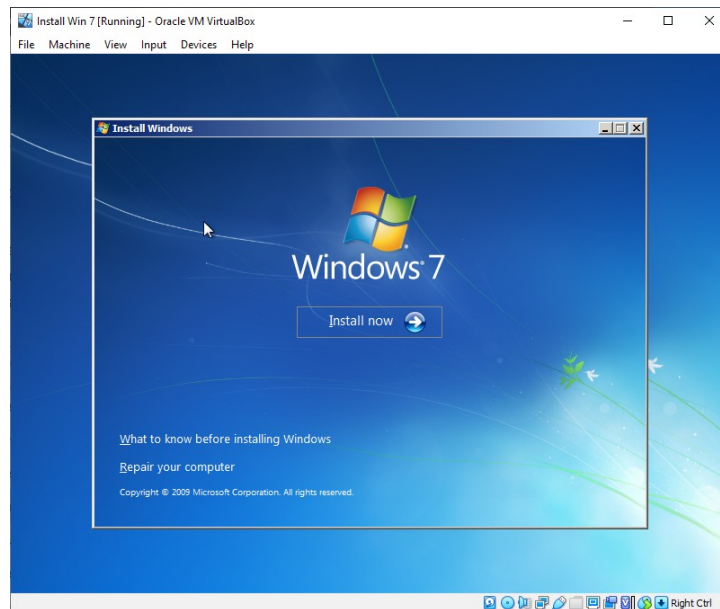 Install Win 7 [Running] - Oracle VM VirtualBox
File Machine View Input Devices Help
Install Windows
Windows 7
Install now
What to know before installing Windows
Repair your computer
Copyright © 2009 Microsoft Corporation. All rights reserved.
Right Ctrl